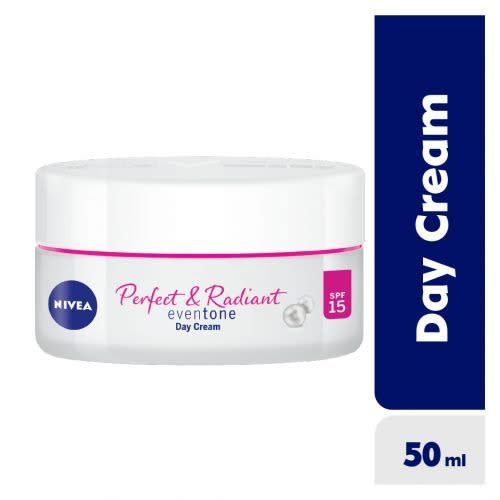 NIVEA
Perfect & Radiant
eventone
Day Cream
SPF
15
Day Cream
50 ml